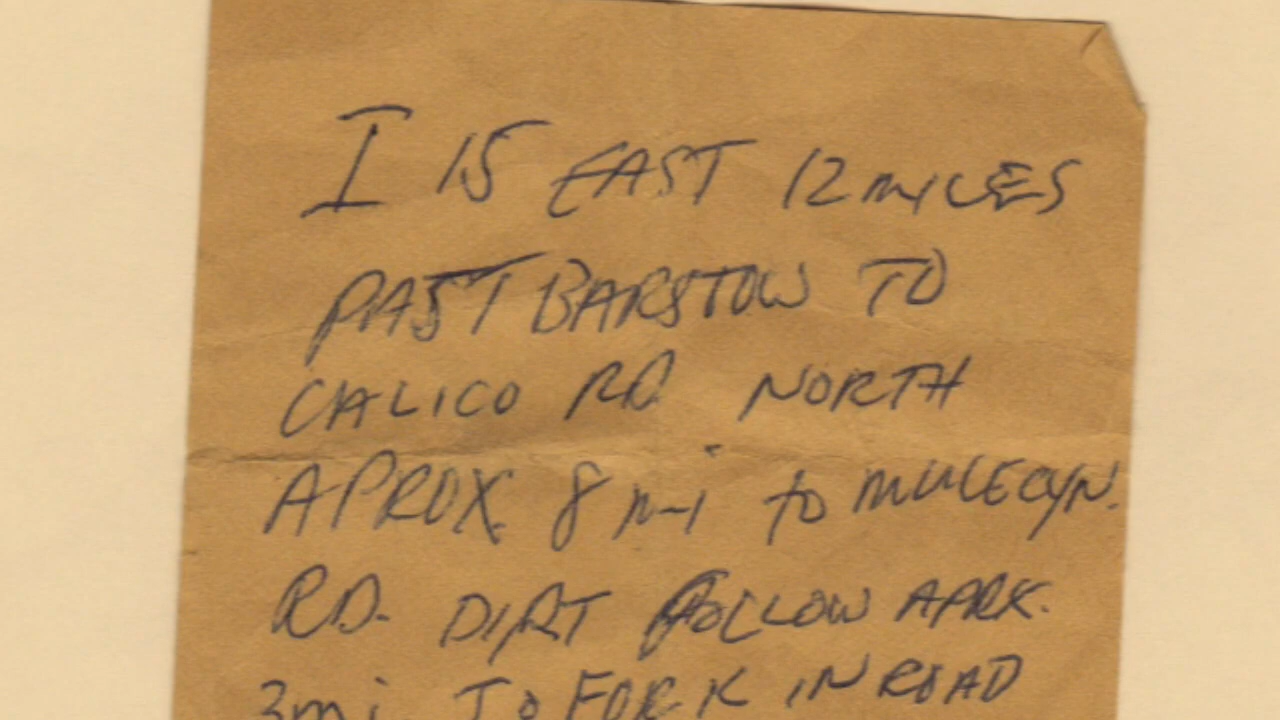 I 15 EAST 12 MILES
PAST BARSTOW TO
CALICO RD NORTH
APROX. 8 mi to MULE CYN.
RD. DIRT FOLLOW APRX.
3mi. TO FORK IN ROAD